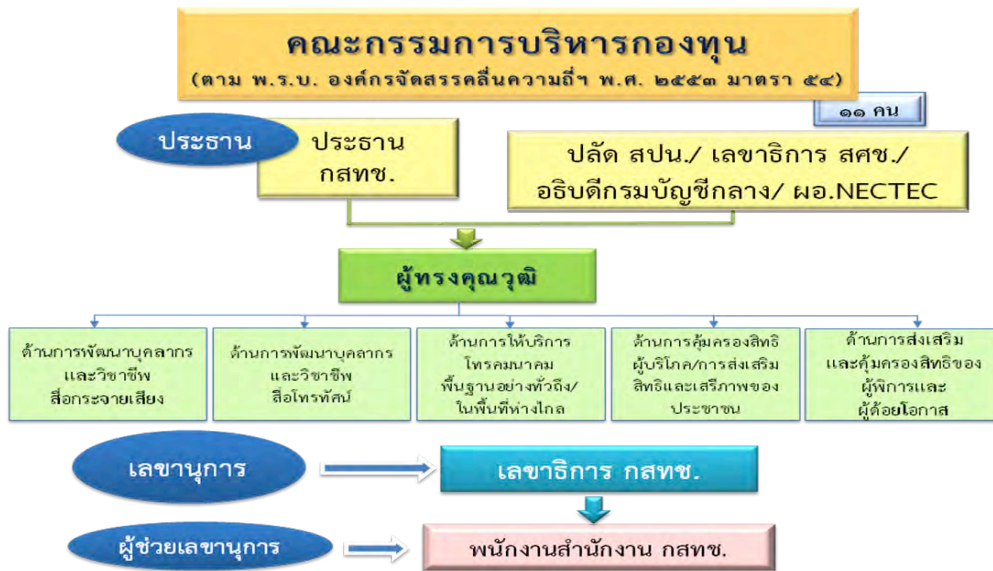 คณะกรรมการบริหารกองทุน
(ตาม พ.ร.บ. องค์กรจัดสรรคลื่นความถี่ฯ พ.ศ. ๒๕๕๓ มาตรา ๕๔)
๑๑ คน
ประธาน
ประธาน
กสทช.
ปลัด สปน./ เลขาธิการ สศช./
อธิบดีกรมบัญชีกลาง/ ผอ.NECTEC
ผู้ทรงคุณวุฒิ
ด้านการพัฒนาบุคลากร
และวิชาชีพ
สื่อกระจายเสียง
ด้านการพัฒนาบุคลากร
และวิชาชีพ
สื่อโทรทัศน์
ด้านการให้บริการ
โทรคมนาคม
พื้นฐานอย่างทั่วถึง/
ในพื้นที่ห่างไกล
ด้านการคุ้มครองสิทธิ
ผู้บริโภค/การส่งเสริม
สิทธิและเสรีภาพของ
ประชาชน
ด้านการส่งเสริม
และคุ้มครองสิทธิของ
ผู้พิการและ
ผู้ด้อยโอกาส
เลขานุการ
เลขาธิการ กสทช.
ผู้ช่วยเลขานุการ
พนักงานสำนักงาน กสทช.